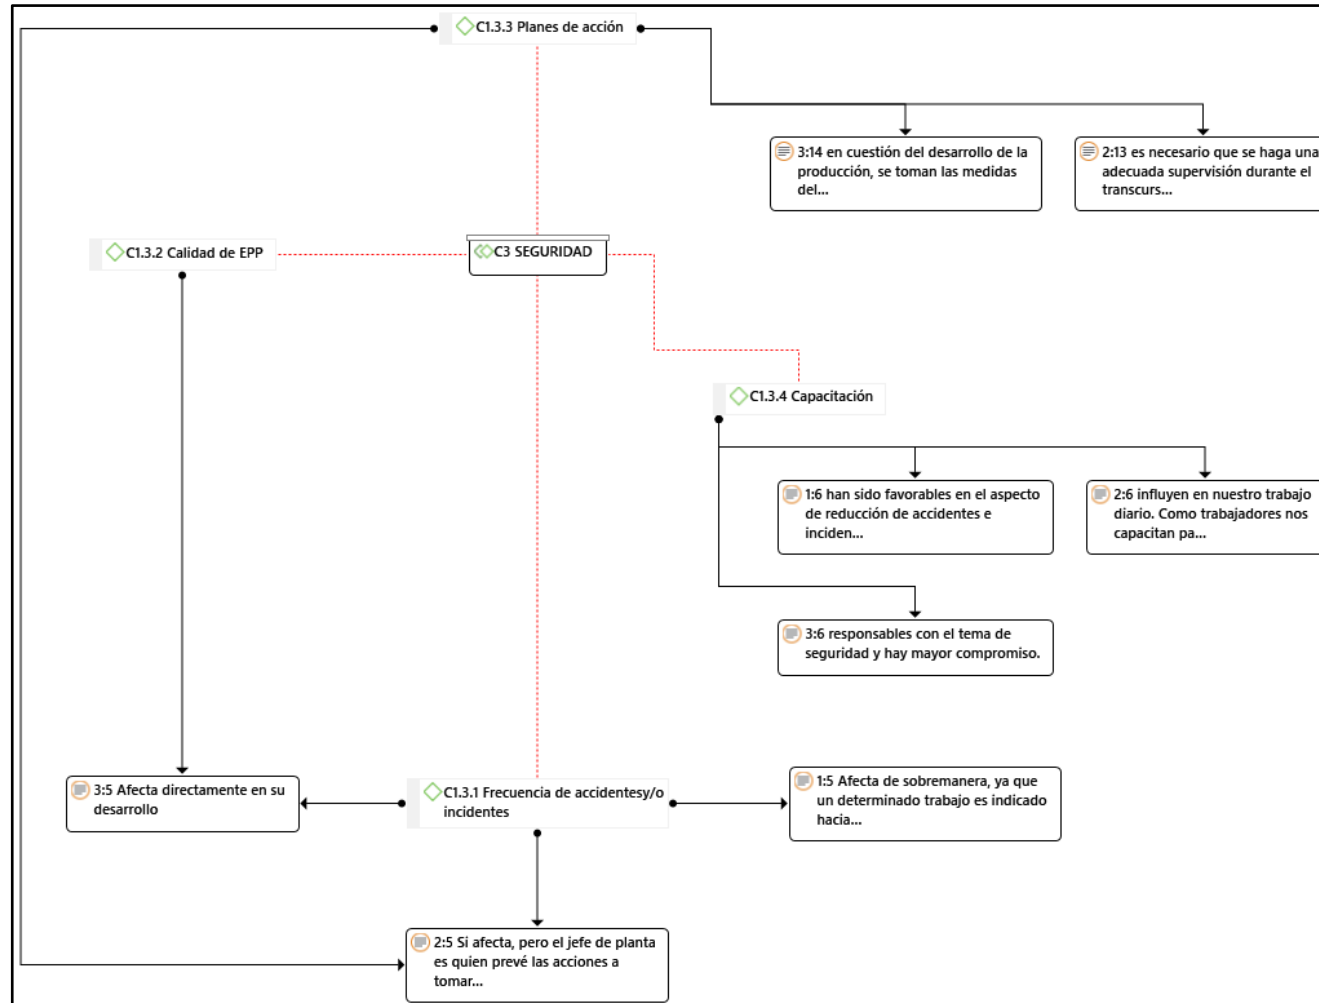 C1.3.3 Planes de acción
3:14 en cuestión del desarrollo de la
producción, se toman las medidas
del...
2:13 es necesario que se haga una
adecuada supervisión durante el
transcurs...
C1.3.2 Calidad de EPP
C3 SEGURIDAD
C1.3.4 Capacitación
1:6 han sido favorables en el aspecto
de reducción de accidentes e
inciden...
2:6 influyen en nuestro trabajo
diario. Como trabajadores nos
capacitan pa...
3:6 responsables con el tema de
seguridad y hay mayor compromiso.
3:5 Afecta directamente en su
desarrollo
C1.3.1 Frecuencia de accidentesy/o
incidentes
1:5 Afecta de sobremanera, ya que
un determinado trabajo es indicado
hacia...
2:5 Si afecta, pero el jefe de planta
es quien prevé las acciones a
tomar...